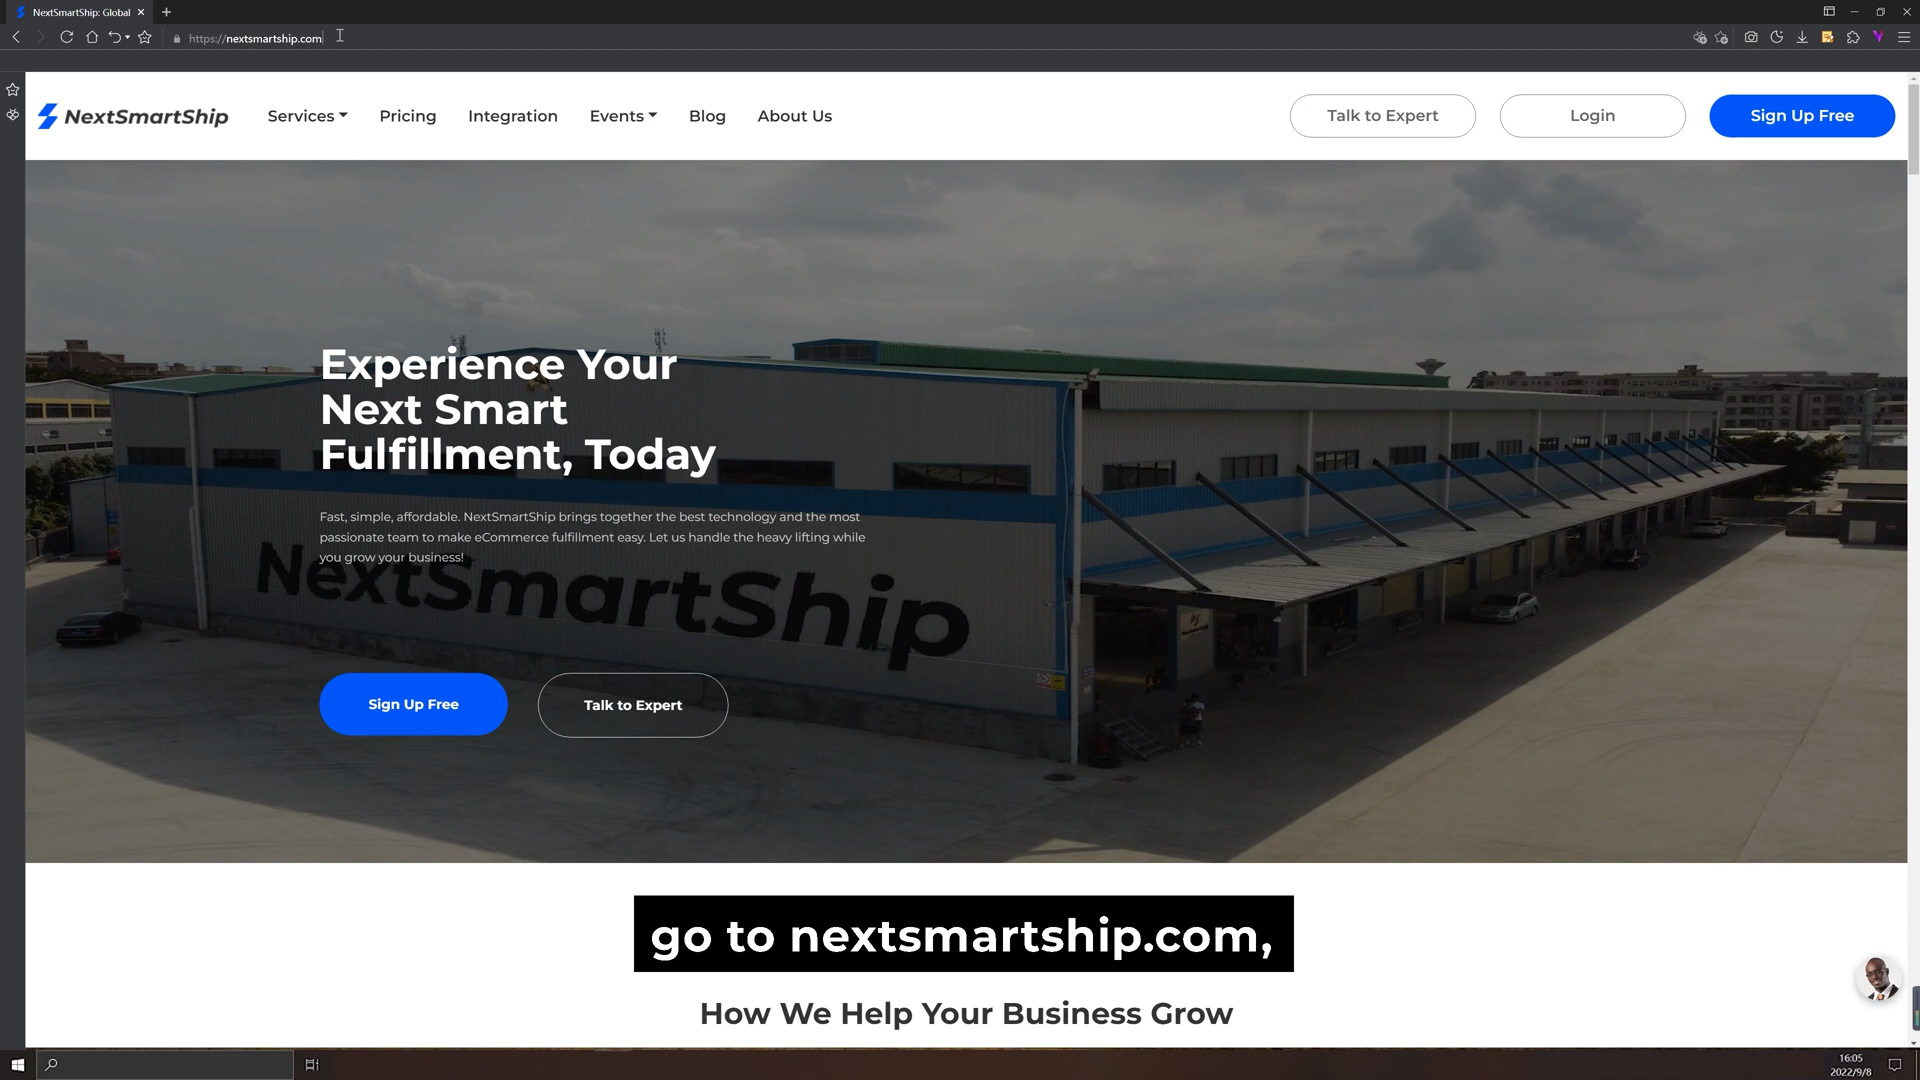 NextSmartShip: Global
https://nextsmartship.com
NextSmartShip
Services
Pricing
Integration
Events
Blog
About Us
Talk to Expert
Login
Sign Up Free
Experience Your
Next Smart
Fulfillment, Today
Fast, simple, affordable. NextSmartShip brings together the best technology and the most
passionate team to make eCommerce fulfillment easy. Let us handle the heavy lifting while
you grow your business!
NextSmartShip
Sign Up Free
Talk to Expert
go to nextsmartship.com,
How We Help Your Business Grow
16:05
2022/9/8